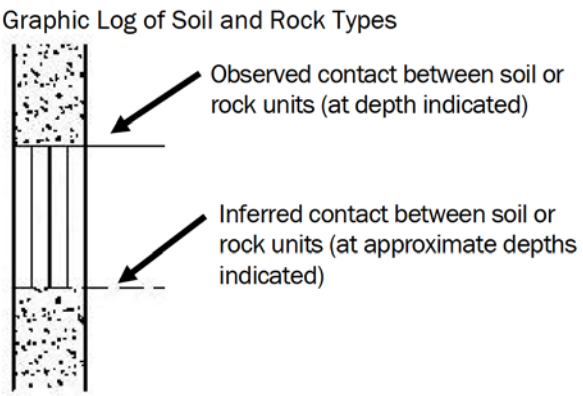 Graphic Log of Soil and Rock Types
Observed contact between soil or
rock units (at depth indicated)
Inferred contact between soil or
rock units (at approximate depths
indicated)